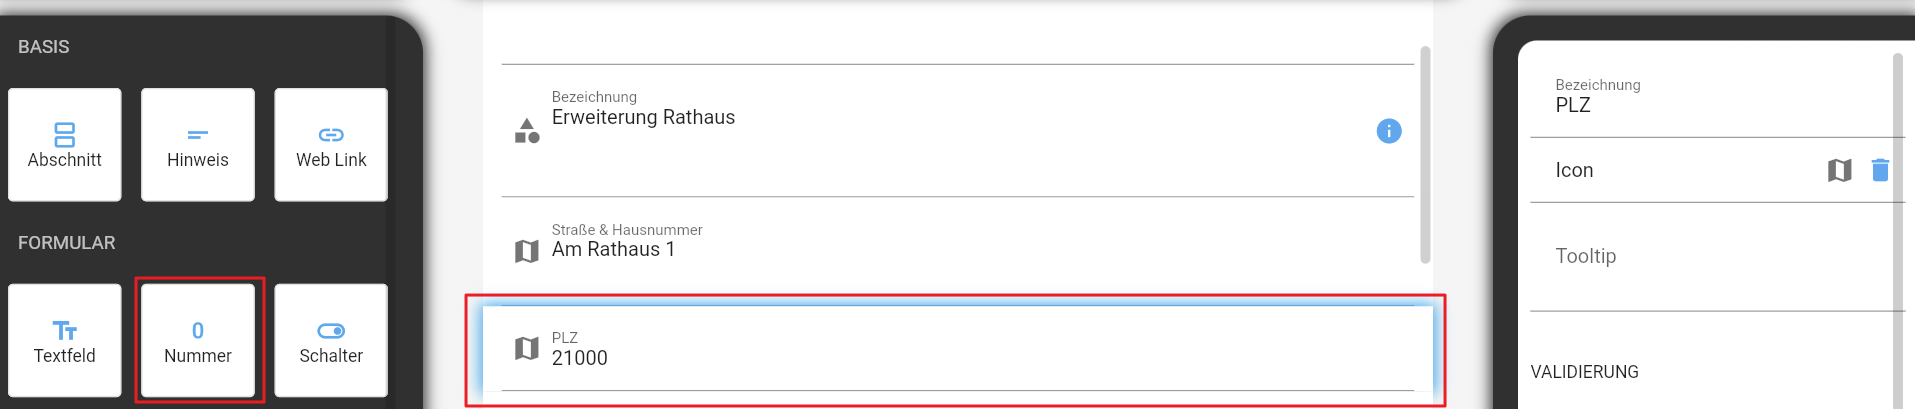 BASIS
Abschnitt
Hinweis
Web Link
FORMULAR
Textfeld
0
Nummer
Schalter
Bezeichnung
Erweiterung Rathaus
Straße & Hausnummer
Am Rathaus 1
PLZ
21000
Bezeichnung
PLZ
Icon
Tooltip
VALIDIERUNG